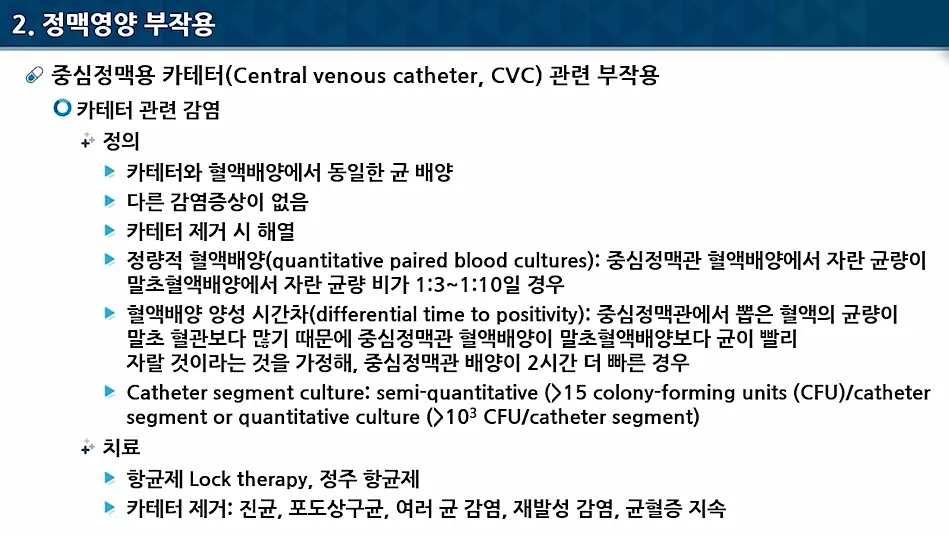 2. 정맥영양 부작용
중심정맥용 카테터(Central venous catheter, CVC) 관련 부작용
카테터 관련 감염
정의
카테터와 혈액배양에서 동일한 균 배양
다른 감염증상이 없음
카테터 제거 시 해열
정량적 혈액배양(quantitative paired blood cultures): 중심정맥관 혈액배양에서 자란 균량이
말초혈액배양에서 자란 균량 비가 1:3~1:10일 경우
혈액배양 양성 시간차(differential time to positivity): 중심정맥관에서 뽑은 혈액의 균량이
말초 혈관보다 많기 때문에 중심정맥관 혈액배양이 말초혈액배양보다 균이 빨리
자랄 것이라는 것을 가정해, 중심정맥관 배양이 2시간 더 빠른 경우
Catheter segment culture: semi-quantitative (>15 colony-forming units (CFU)/catheter
segment or quantitative culture (>10³ CFU/catheter segment)
치료
항균제 Lock therapy, 정주 항균제
카테터 제거: 진균, 포도상구균, 여러 균 감염, 재발성 감염, 균혈증 지속